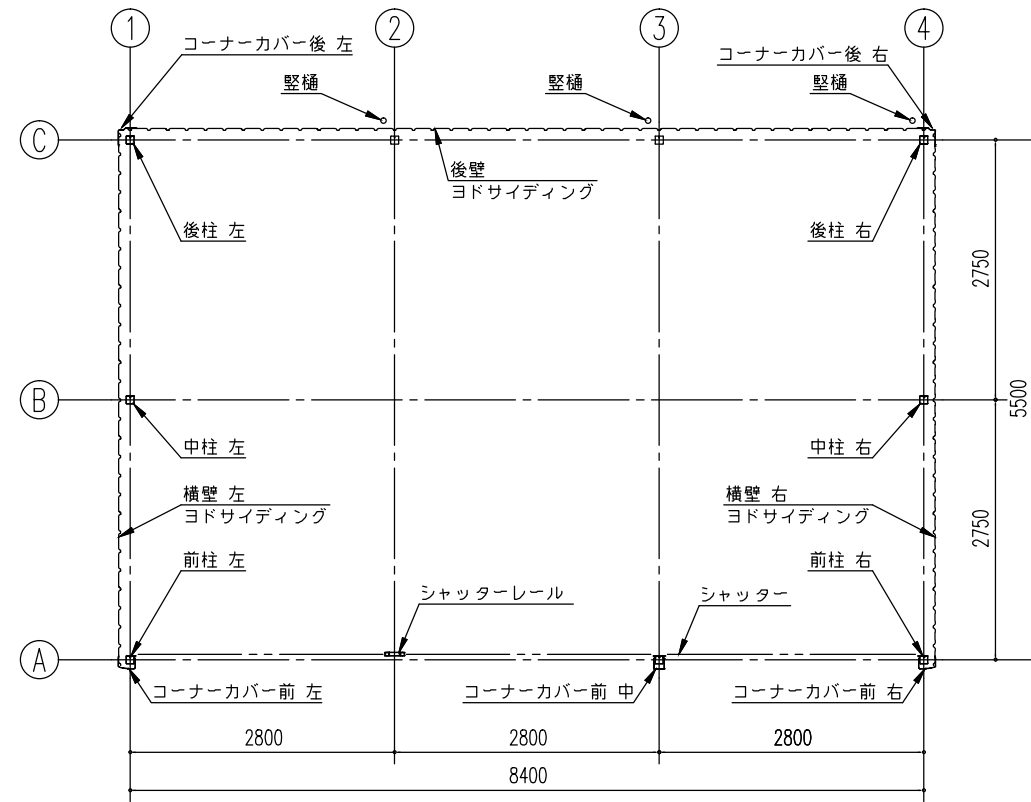 1
2
3
4
コーナーカバー後 左
コーナーカバー後 右
竪樋
竪樋
竪樋
C
後壁
ヨドサイディング
後柱 左
後柱 右
2750
B
5500
中柱 左
中柱 右
横壁 左
ヨドサイディング
横壁 右
ヨドサイディング
2750
前柱 左
前柱 右
シャッターレール
シャッター
A
コーナーカバー前 左
コーナーカバー前 中
コーナーカバー前 右
2800
2800
2800
8400